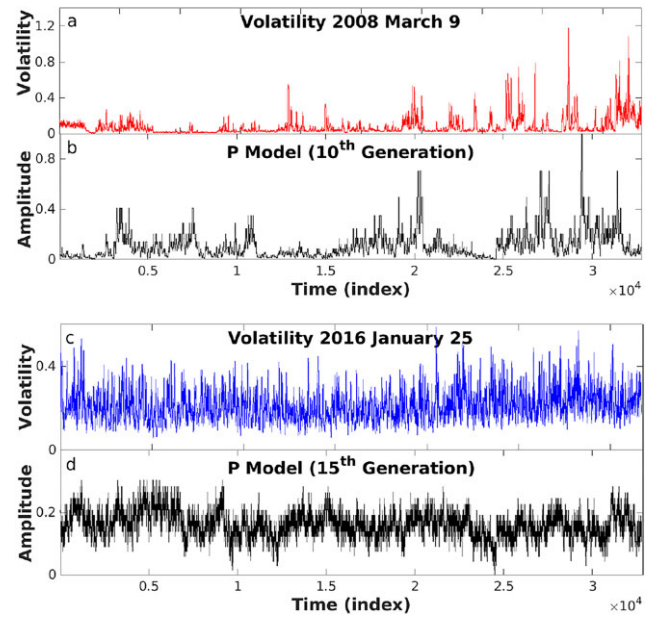 a
Volatility 2008 March 9
Volatility
1.2
0.8
0.4
0
b
P Model (10th Generation)
Amplitude
0.8
0.4
0
0.5 1 1.5 2 2.5 3
Time (index)
×10^4
c
Volatility 2016 January 25
Volatility
0.4
0
d
P Model (15th Generation)
Amplitude
0.2
0
0.5 1 1.5 2 2.5 3
Time (index)
×10^4